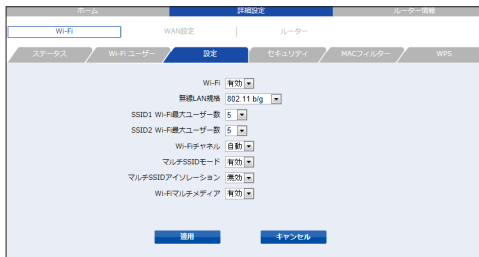 ホーム 詳細設定 ルーター情報
Wi-Fi WAN設定 ルーター
ステータス Wi-Fi ユーザー 設定 セキュリティ MACフィルター WPS
Wi-Fi 有効
無線LAN規格 802.11 b/g
SSID1 Wi-Fi最大ユーザー数 5
SSID2 Wi-Fi最大ユーザー数 5
Wi-Fiチャネル 自動
マルチSSIDモード 有効
マルチSSIDアイソレーション 無効
Wi-Fiマルチメディア 有効
適用 キャンセル